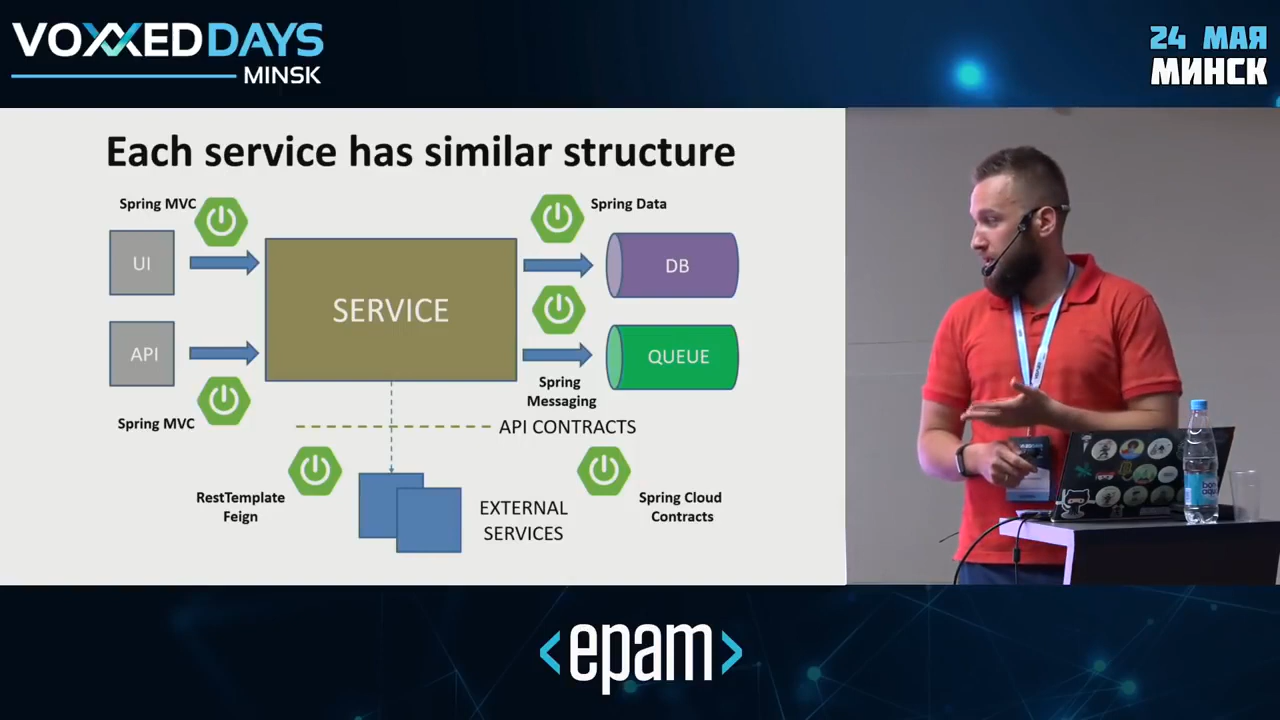 VOXXEDDAYS
MINSK
24 МАЯ
МИНСК
Each service has similar structure
Spring MVC
Spring Data
UI
DB
SERVICE
API
QUEUE
Spring
Messaging
Spring MVC
API CONTRACTS
RestTemplate
Feign
EXTERNAL
SERVICES
Spring Cloud
Contracts
<epam>